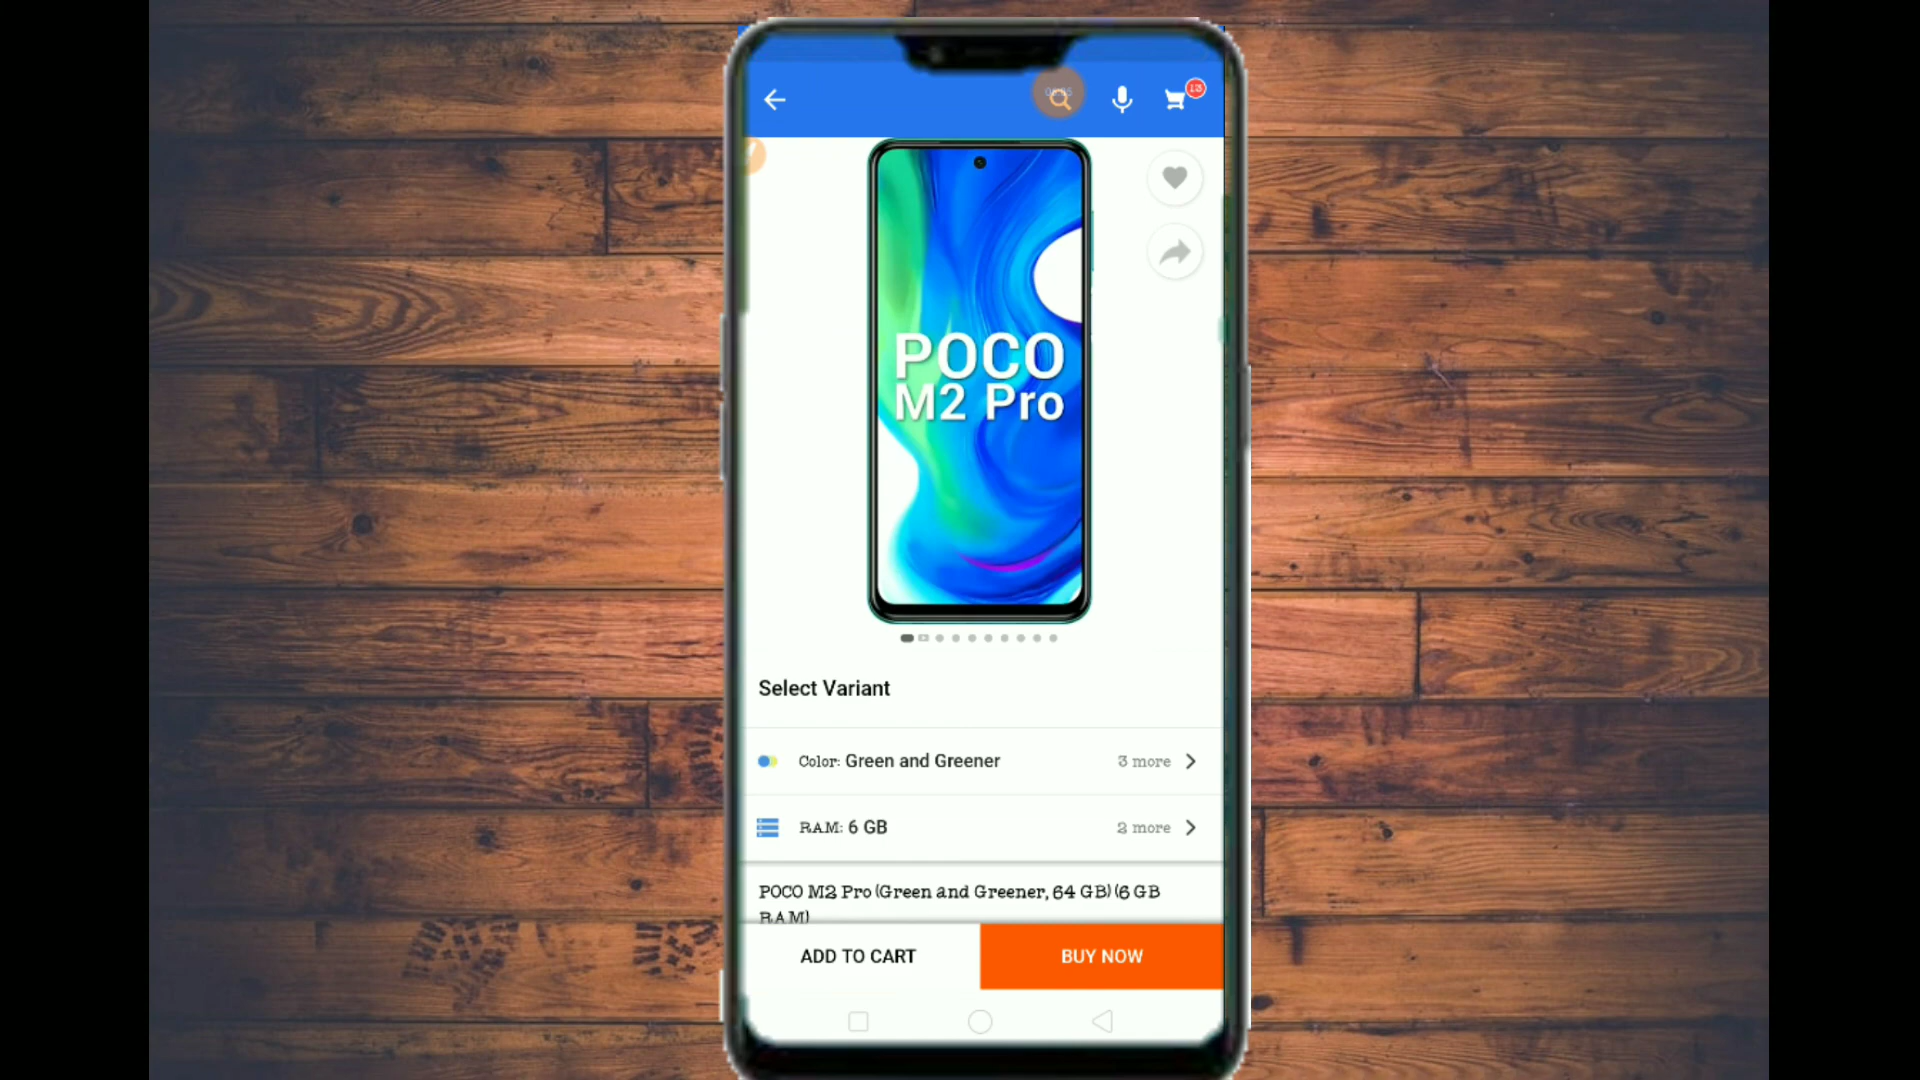 13
POCO
M2 Pro
Select Variant
Color: Green and Greener 3 more
RAM: 6 GB 2 more
POCO M2 Pro (Green and Greener, 64 GB) (6 GB
RAM)
ADD TO CART BUY NOW